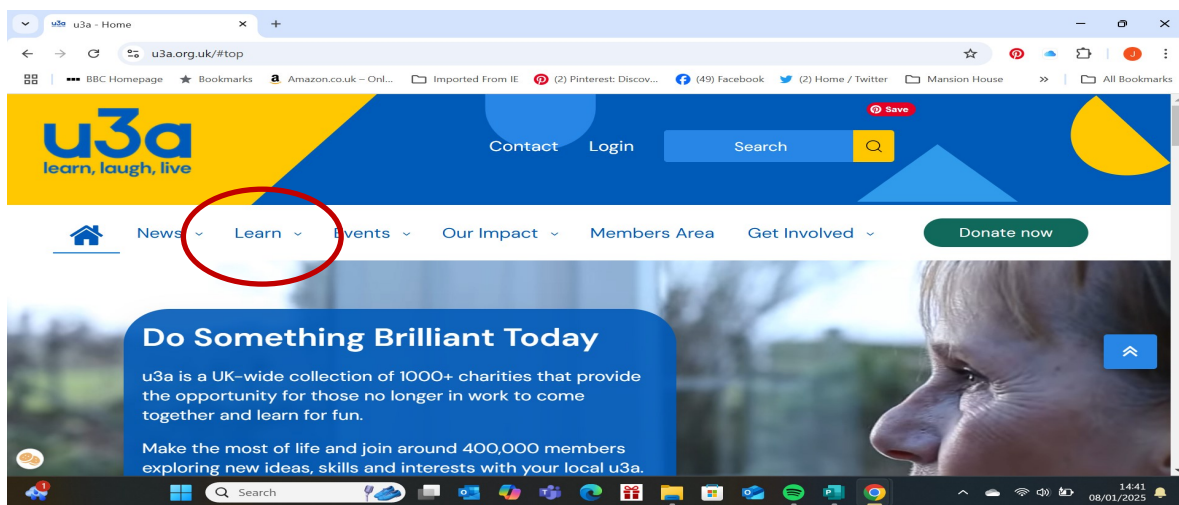 u3a u3a - Home
u3a.org.uk/#top
J
BBC Homepage Bookmarks a Amazon.co.uk – Onl... Imported From IE (2) Pinterest: Discov... (49) Facebook (2) Home / Twitter Mansion House » All Bookmarks
Save
u3a
learn, laugh, live
Contact Login Search
News Learn Events Our Impact Members Area Get Involved Donate now
Do Something Brilliant Today
u3a is a UK-wide collection of 1000+ charities that provide
the opportunity for those no longer in work to come
together and learn for fun.
Make the most of life and join around 400,000 members
exploring new ideas, skills and interests with your local u3a.
1
Search
14:41
08/01/2025